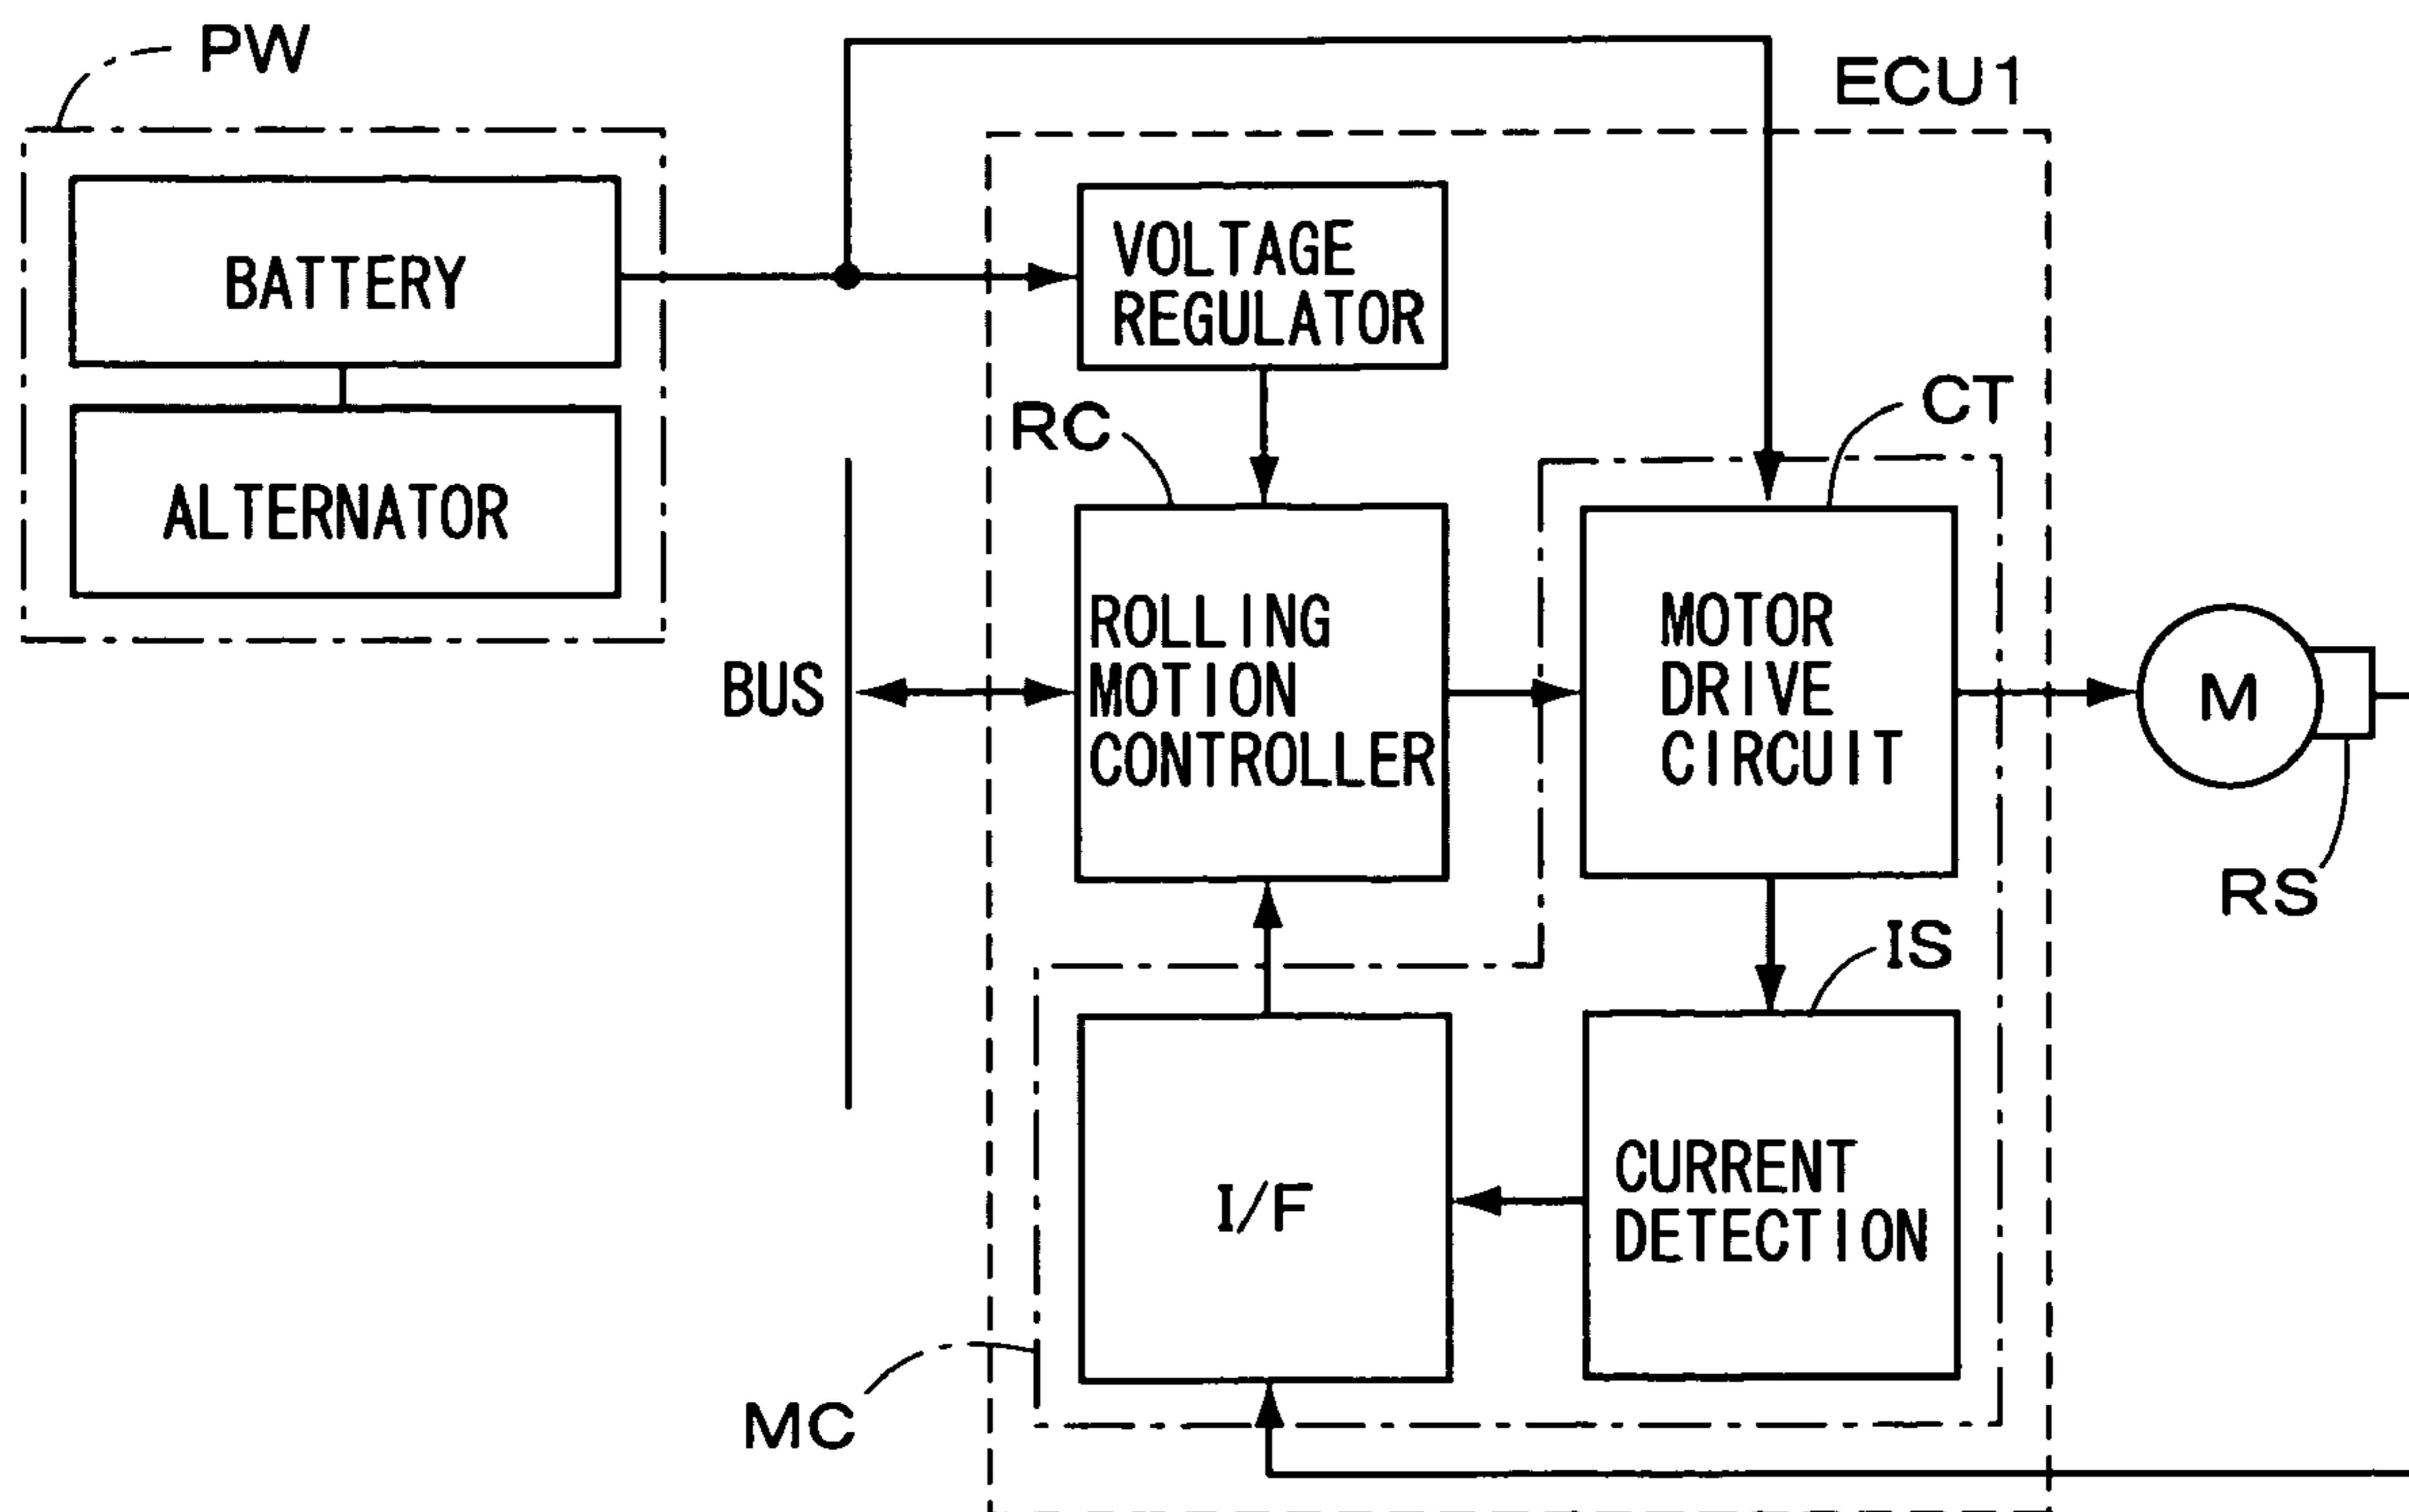 PW
ECU1
BATTERY
VOLTAGE
REGULATOR
ALTERNATOR
RC
CT
ROLLING
MOTION
CONTROLLER
MOTOR
DRIVE
CIRCUIT
BUS
M
RS
IS
I/F
CURRENT
DETECTION
MC